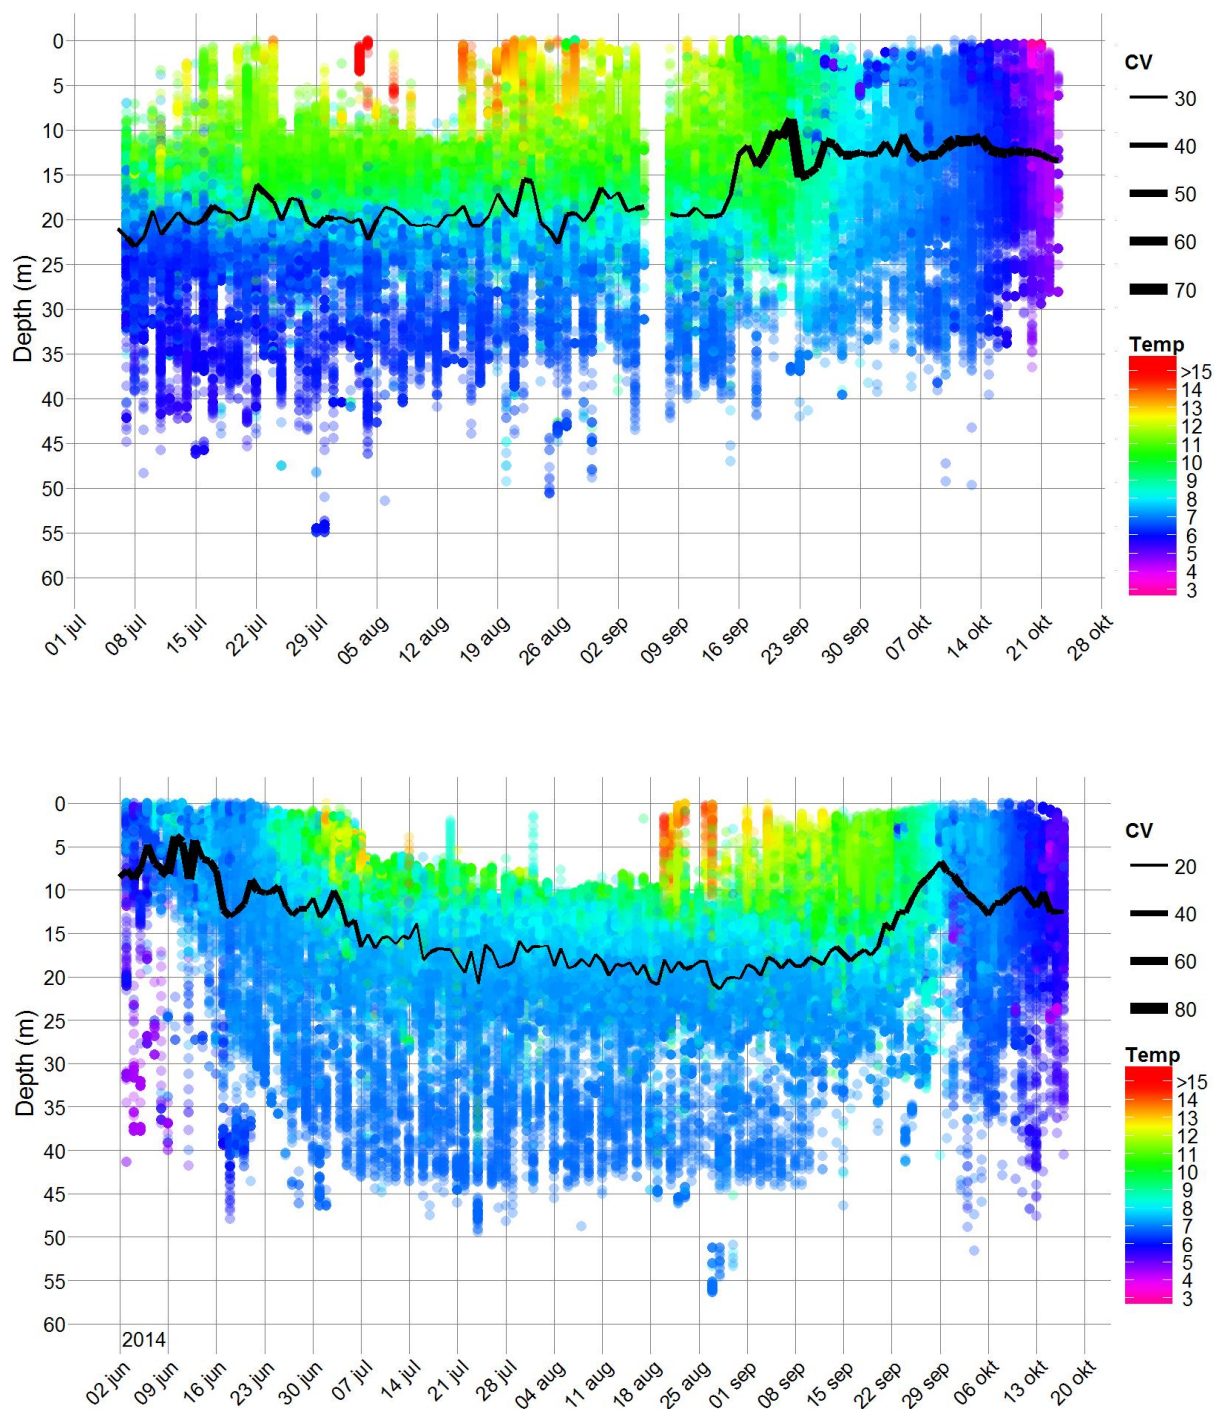 0
5
10
15
20
25
30
35
40
45
50
55
60
Depth (m)
01 jul
08 jul
15 jul
22 jul
29 jul
05 aug
12 aug
19 aug
26 aug
02 sep
09 sep
16 sep
23 sep
30 sep
07 okt
14 okt
21 okt
28 okt
CV
30
40
50
60
70
Temp
>15
14
13
12
11
10
9
8
7
6
5
4
3
0
5
10
15
20
25
30
35
40
45
50
55
60
Depth (m)
2014
02 jun
09 jun
16 jun
23 jun
30 jun
07 jul
14 jul
21 jul
28 jul
04 aug
11 aug
18 aug
25 aug
01 sep
08 sep
15 sep
22 sep
29 sep
06 okt
13 okt
20 okt
CV
20
40
60
80
Temp
>15
14
13
12
11
10
9
8
7
6
5
4
3